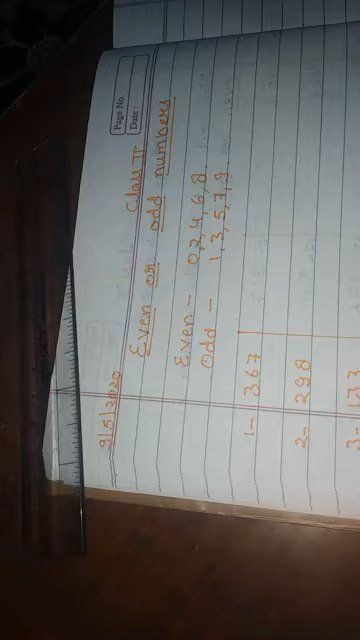 Page No.
Date :
Class II
9/5/2020
Even or odd numbers
Even - 0,2,4,6,8
Odd - 1,3,5,7,9
1- 367
2- 298
3- 133